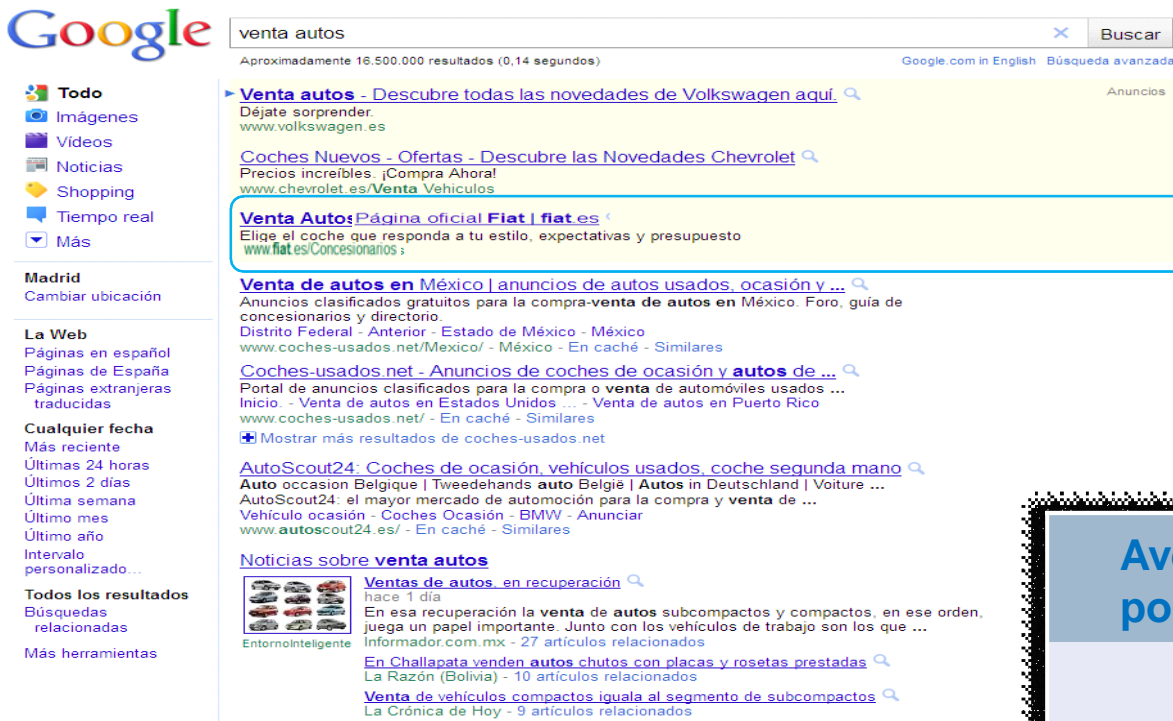 Google
venta autos
Buscar
Aproximadamente 16.500.000 resultados (0,14 segundos)
Google.com in English Búsqueda avanzada
Todo
Imágenes
Vídeos
Noticias
Shopping
Tiempo real
Más
Madrid
Cambiar ubicación
La Web
Páginas en español
Páginas de España
Páginas extranjeras
traducidas
Cualquier fecha
Más reciente
Últimas 24 horas
Últimos 2 días
Última semana
Último mes
Último año
Intervalo
personalizado...
Todos los resultados
Búsquedas
relacionadas
Más herramientas
Venta autos - Descubre todas las novedades de Volkswagen aquí.
Anuncios
Déjate sorprender.
www.volkswagen.es
Coches Nuevos - Ofertas - Descubre las Novedades Chevrolet
Precios increíbles. ¡Compra Ahora!
www.chevrolet.es/Venta Vehiculos
Venta Autos Página oficial Fiat | fiat.es
Elige el coche que responda a tu estilo, expectativas y presupuesto
www.fiat.es/Concesionarios
Venta de autos en México | anuncios de autos usados, ocasión y ...
Anuncios clasificados gratuitos para la compra-venta de autos en México. Foro, guía de
concesionarios y directorio.
Distrito Federal - Anterior - Estado de México - México
www.coches-usados.net/Mexico/ - México - En caché - Similares
Coches-usados.net - Anuncios de coches de ocasión y autos de ...
Portal de anuncios clasificados para la compra o venta de automóviles usados ...
Inicio. - Venta de autos en Estados Unidos ... - Venta de autos en Puerto Rico
www.coches-usados.net/ - En caché - Similares
Mostrar más resultados de coches-usados.net
AutoScout24: Coches de ocasión, vehículos usados, coche segunda mano
Auto occasion Belgique | Tweedehands auto België | Autos in Deutschland | Voiture ...
AutoScout24: el mayor mercado de automoción para la compra y venta de ...
Vehículo ocasión - Coches Ocasión - BMW - Anunciar
www.autoscout24.es/ - En caché - Similares
Noticias sobre venta autos
EntornoInteligente
Ventas de autos, en recuperación
hace 1 día
En esa recuperación la venta de autos subcompactos y compactos, en ese orden,
juega un papel importante. Junto con los vehículos de trabajo son los que ...
Informador.com.mx - 27 artículos relacionados
En Challapata venden autos chutos con placas y rosetas prestadas
La Razón (Bolivia) - 10 artículos relacionados
Venta de vehículos compactos iguala al segmento de subcompactos
La Crónica de Hoy - 9 artículos relacionados